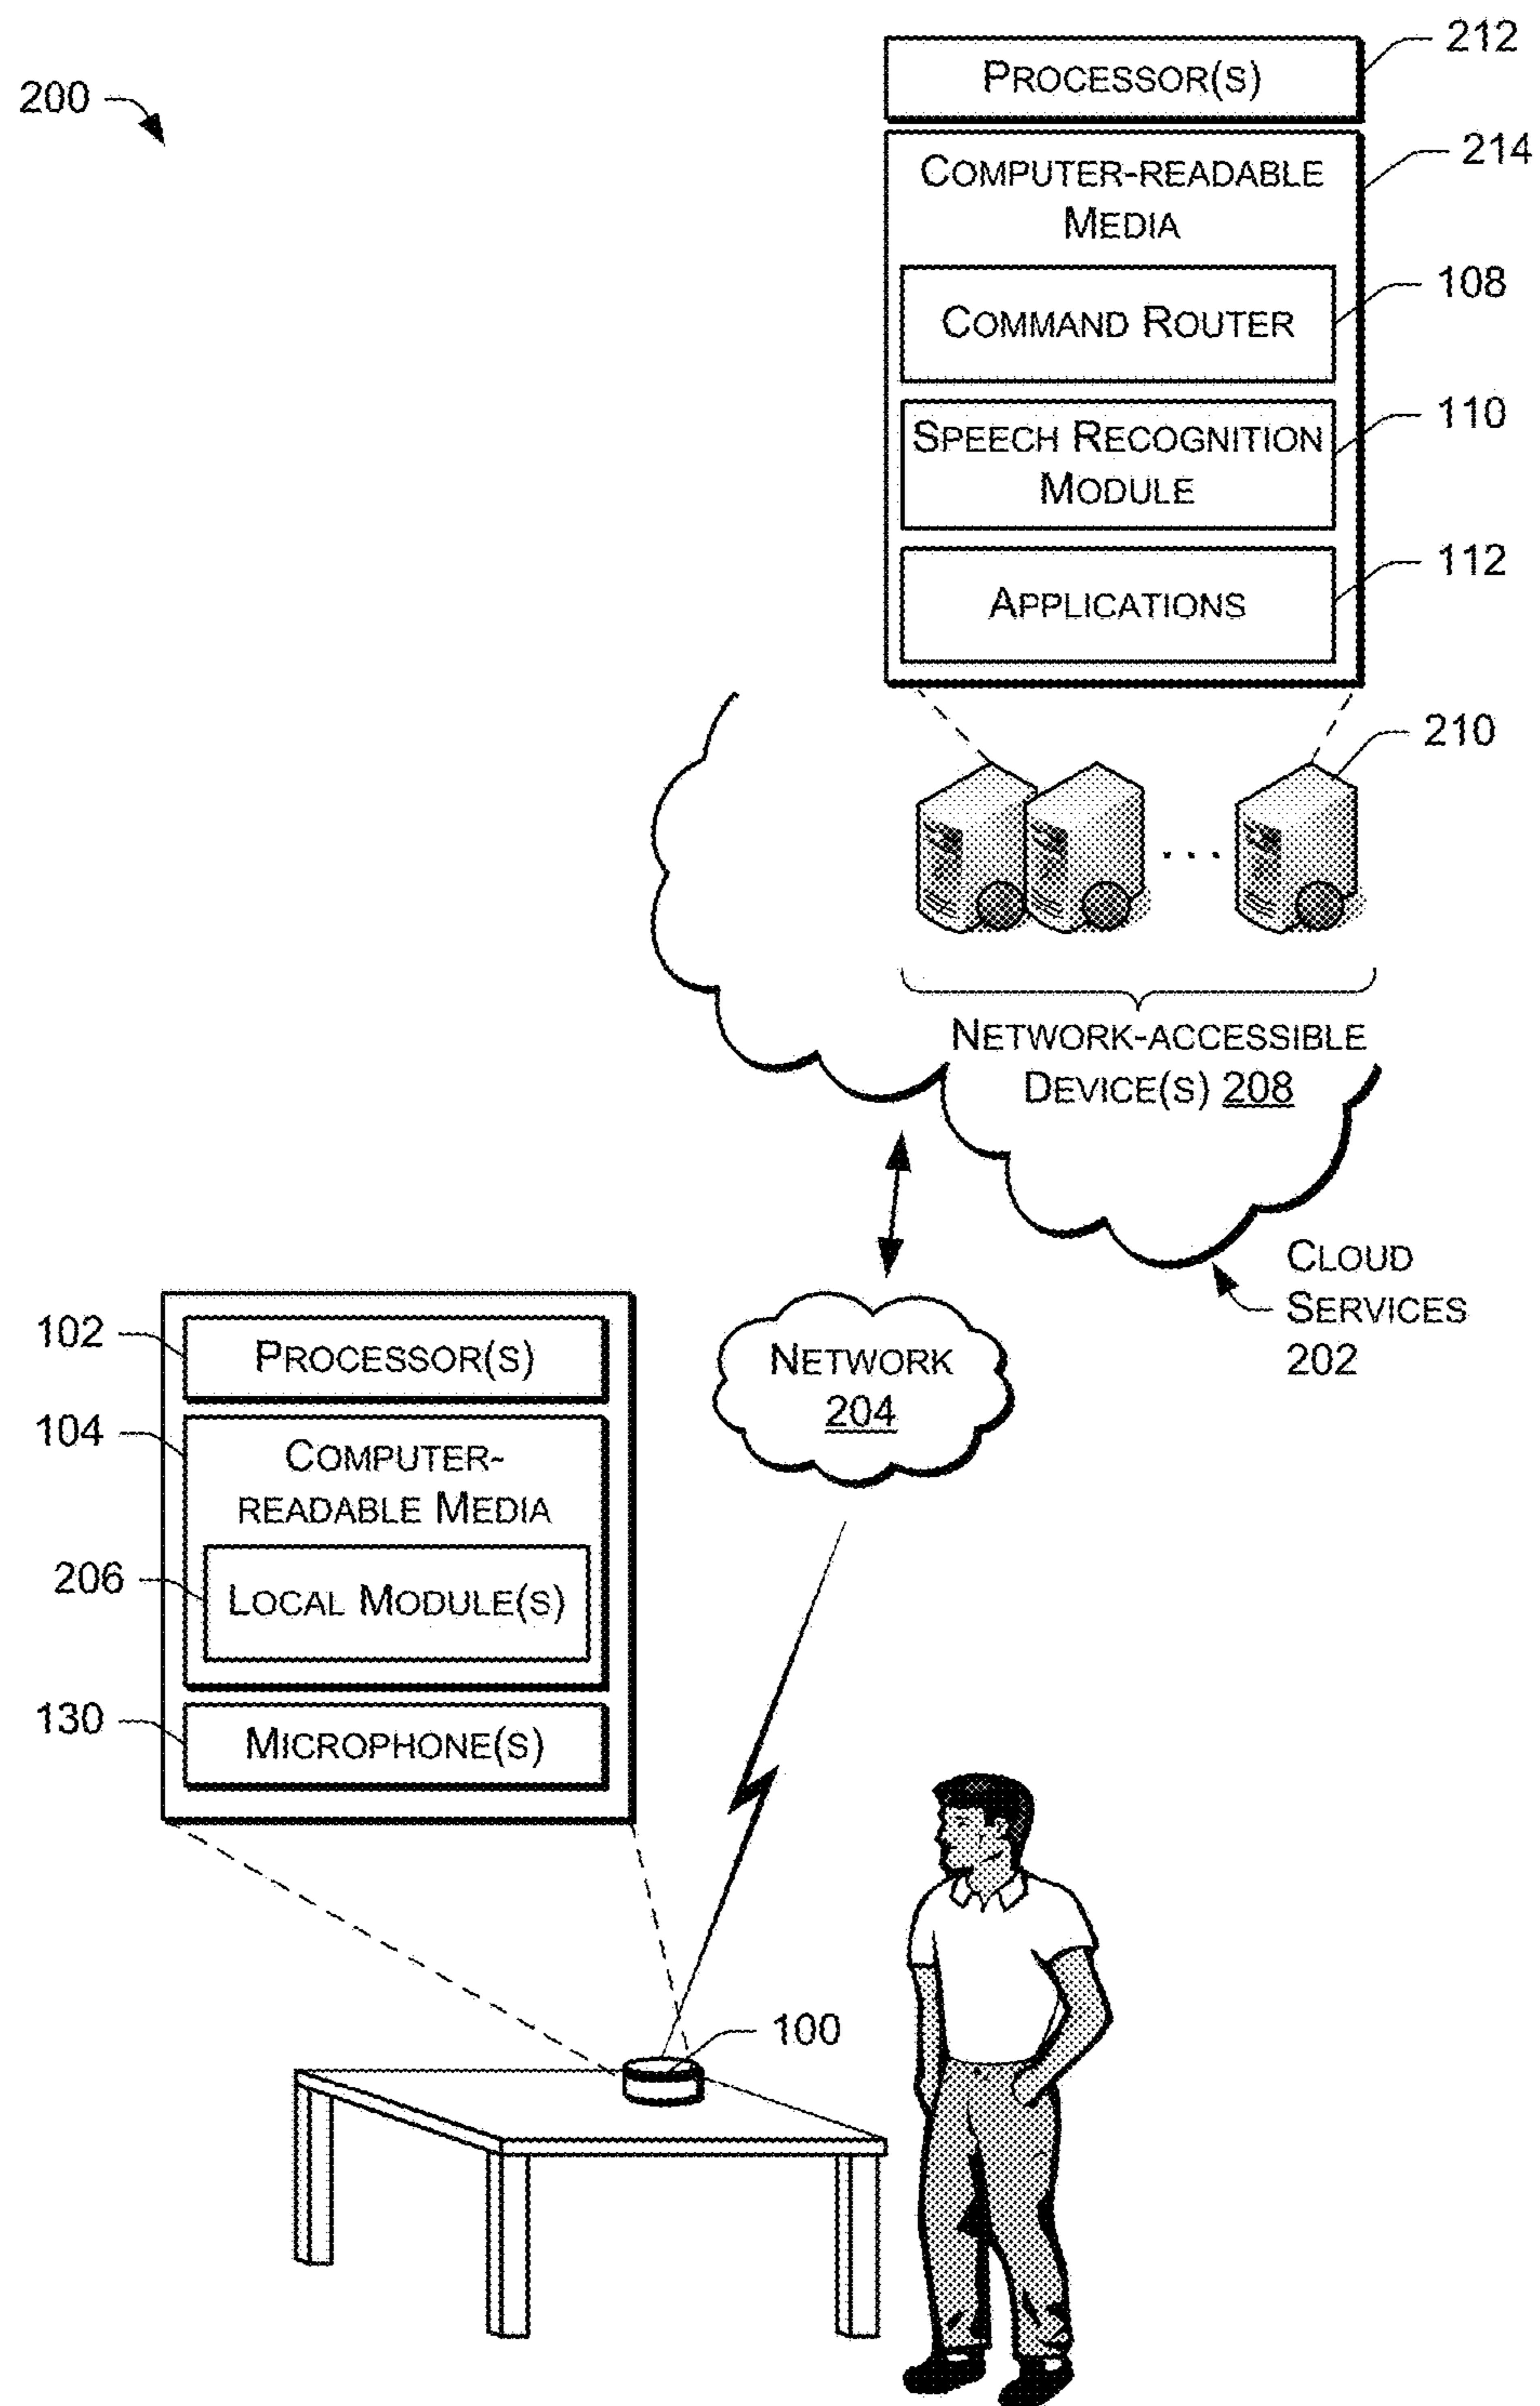 200
PROCESSOR(S)
212
COMPUTER-READABLE
MEDIA
214
COMMAND ROUTER
108
SPEECH RECOGNITION
MODULE
110
APPLICATIONS
112
210
...
NETWORK-ACCESSIBLE
DEVICE(S) 208
CLOUD
SERVICES
202
NETWORK
204
102
PROCESSOR(S)
104
COMPUTER-
READABLE MEDIA
206
LOCAL MODULE(S)
130
MICROPHONE(S)
100